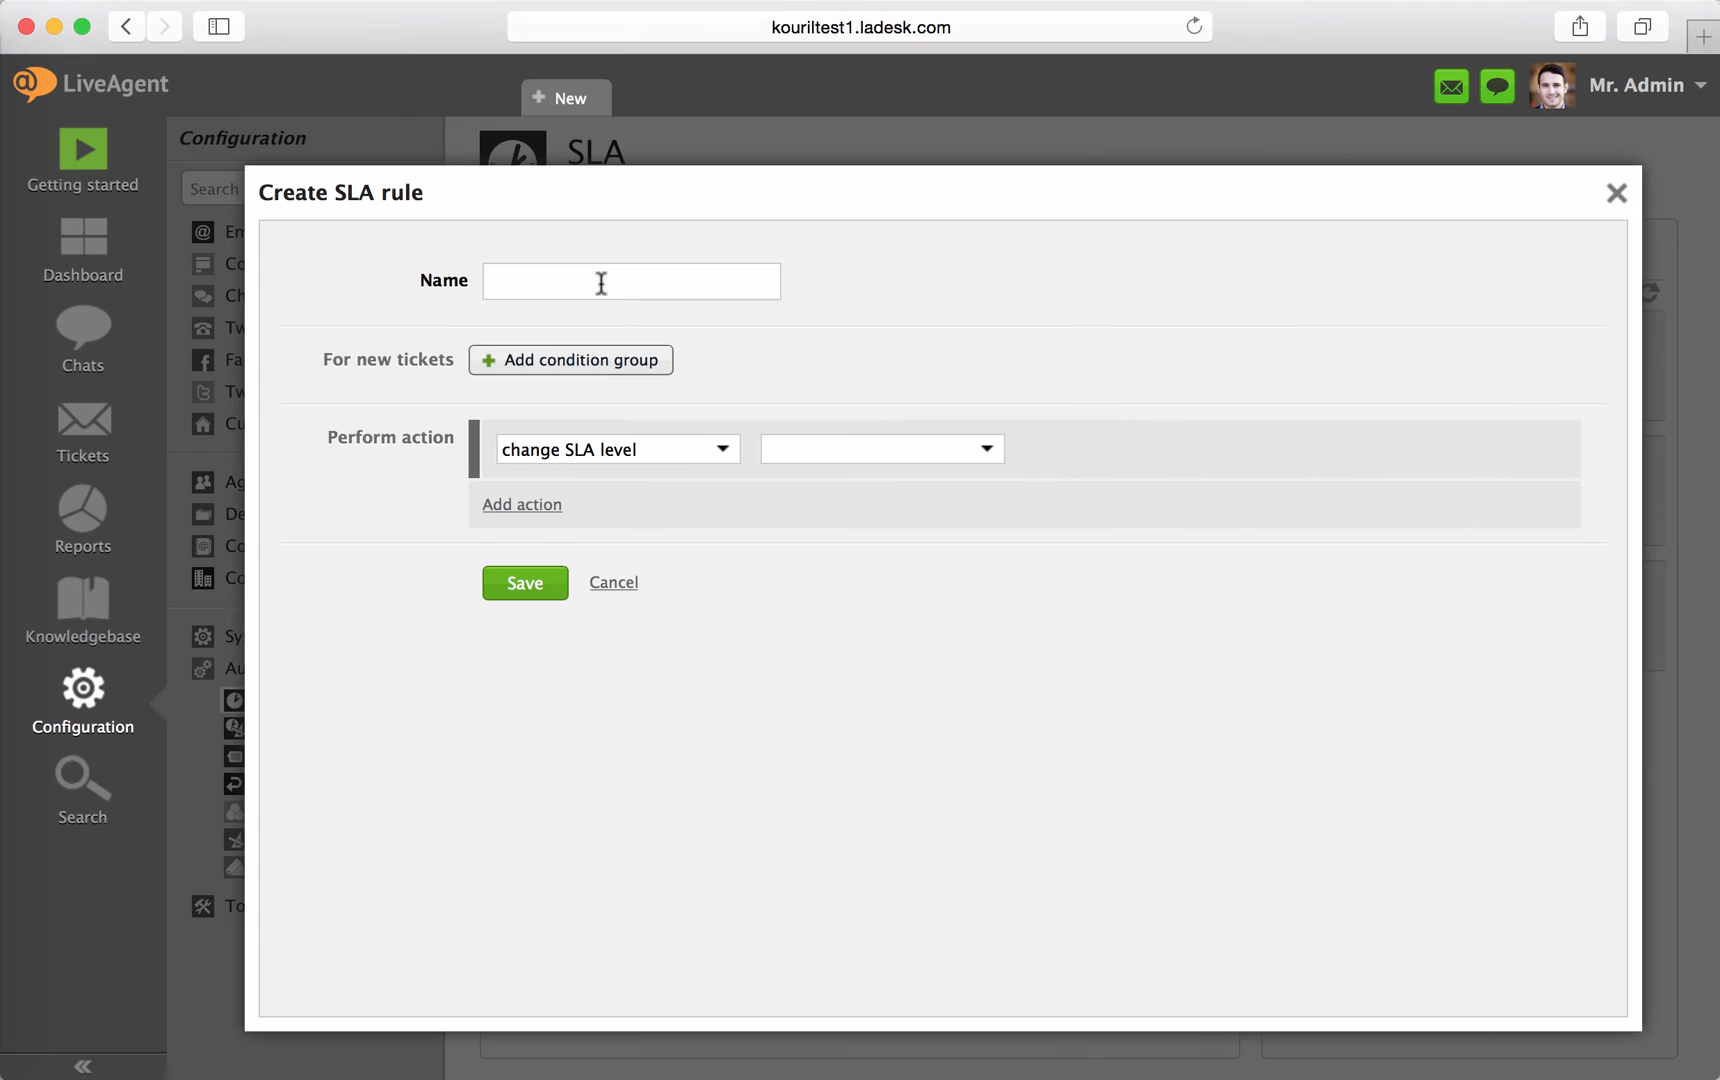 kouriltest1.ladesk.com
LiveAgent
New
Mr. Admin
Getting started
Dashboard
Chats
Tickets
Reports
Knowledgebase
Configuration
Search
Configuration
Search
SLA
Create SLA rule
Name
For new tickets
Add condition group
Perform action
change SLA level
Add action
Save
Cancel